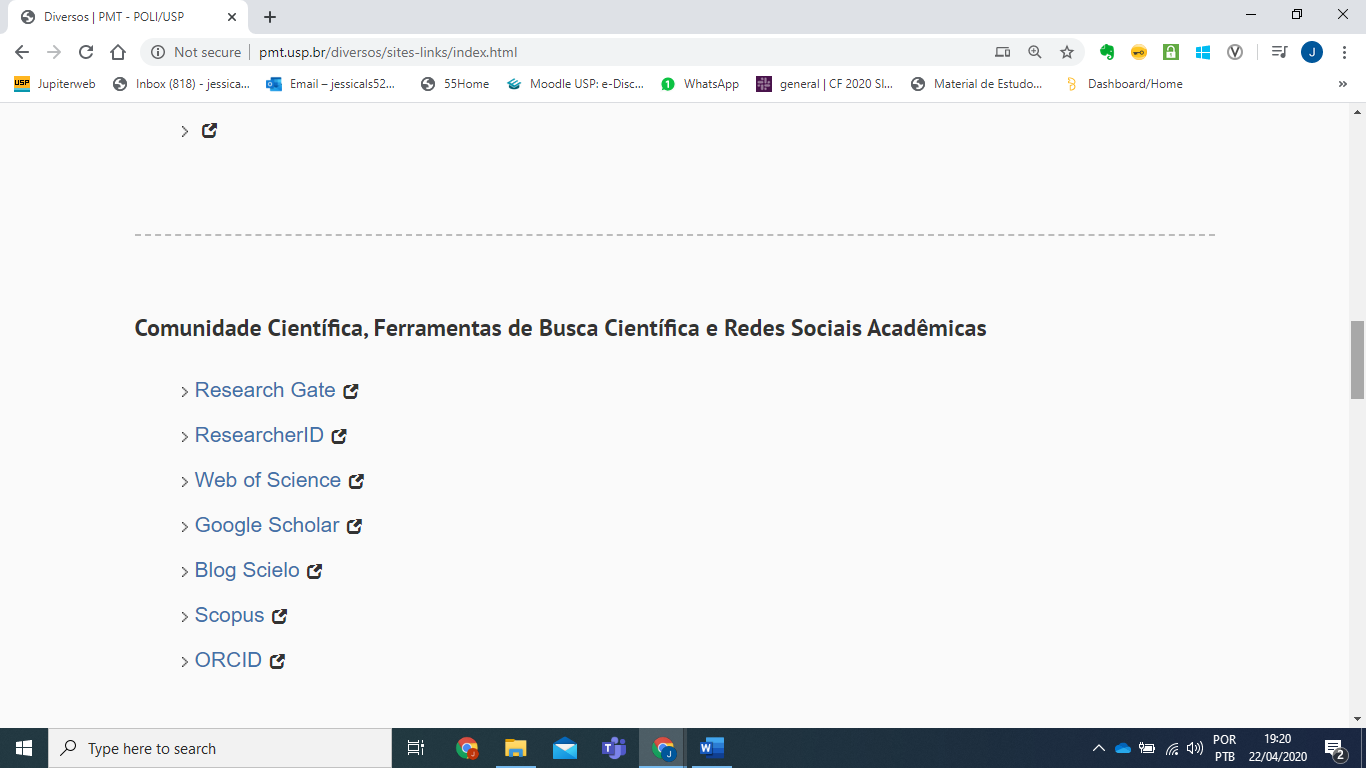 Diversos | PMT - POLI/USP
Not secure | pmt.usp.br/diversos/sites-links/index.html
J
USP Jupiterweb Inbox (818) - jessica... Email – jessicals52... 55Home Moodle USP: e-Disc... 1 WhatsApp general | CF 2020 Sl... Material de Estudo... Dashboard/Home »
Comunidade Científica, Ferramentas de Busca Científica e Redes Sociais Acadêmicas
Research Gate
ResearcherID
Web of Science
Google Scholar
Blog Scielo
Scopus
ORCID
Type here to search
POR 19:20
PTB 22/04/2020 2